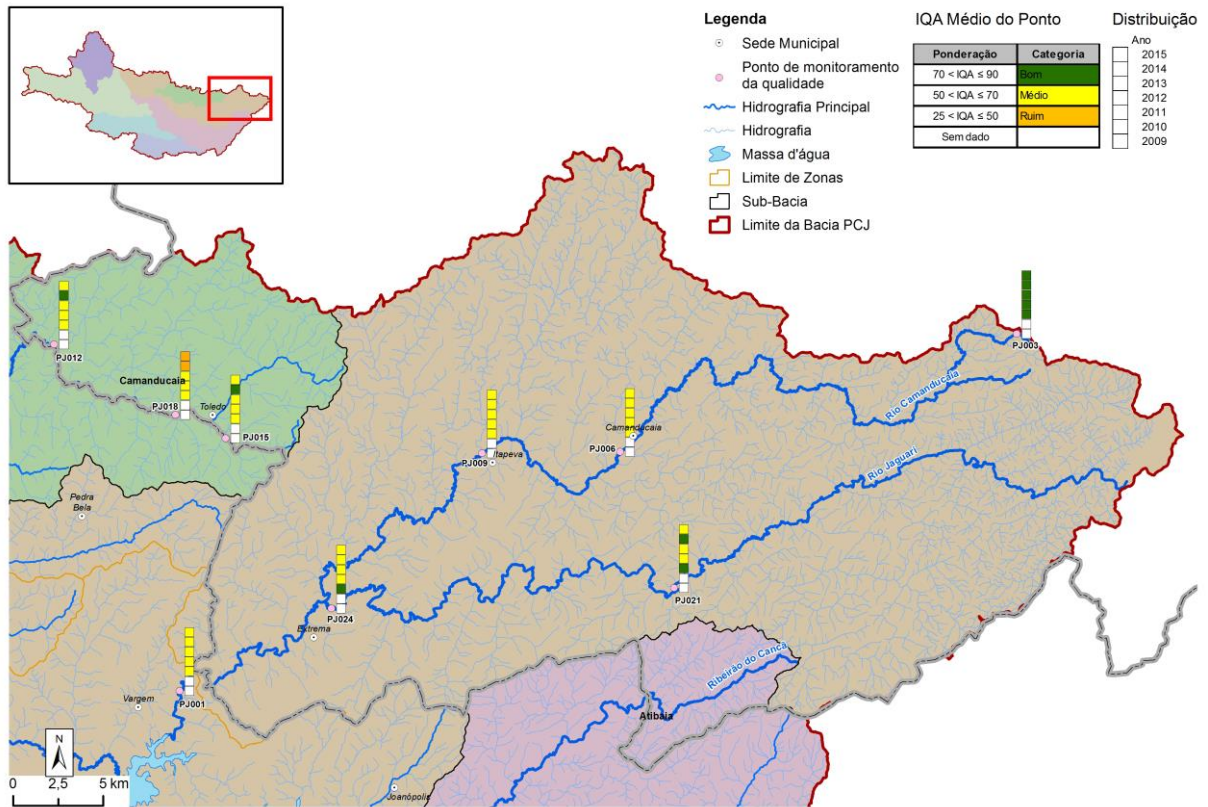 Legenda
Sede Municipal
Ponto de monitoramento
da qualidade
Hidrografia Principal
Hidrografia
Massa d'água
Limite de Zonas
Sub-Bacia
Limite da Bacia PCJ
IQA Médio do Ponto
Ponderação Categoria
70 < IQA ≤ 90 Bom
50 < IQA ≤ 70 Médio
25 < IQA ≤ 50 Ruim
Sem dado
Distribuição
Ano
2015
2014
2013
2012
2011
2010
2009
PJ012
Camanducaia
PJ018
Toledo
PJ015
PJ003
Rio Camanducaia
Camanducaia
PJ006
PJ009
Itapeva
Rio Jaguari
Pedra
Bela
PJ021
PJ024
Extrema
Ribeirão do Cancã
Vargem
PJ001
Atibaia
Joanópolis
N
0 2,5 5 km